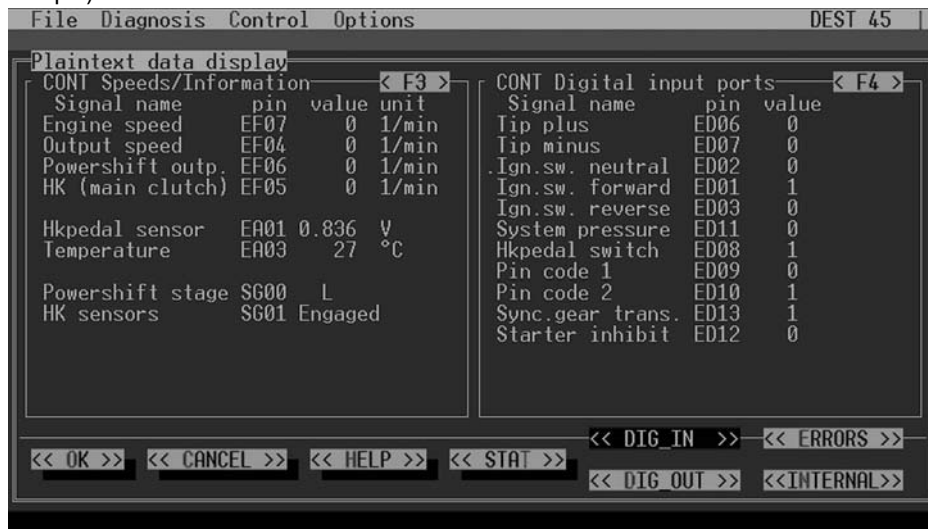 File Diagnosis Control Options DEST 45
Plaintext data display
CONT Speeds/Information < F3 >
Signal name pin value unit
Engine speed EF07 0 1/min
Output speed EF04 0 1/min
Powershift outp. EF06 0 1/min
HK (main clutch) EF05 0 1/min
Hkpedal sensor EA01 0.836 V
Temperature EA03 27 °C
Powershift stage SG00 L
HK sensors SG01 Engaged
CONT Digital input ports < F4 >
Signal name pin value
Tip plus ED06 0
Tip minus ED07 0
.Ign.sw. neutral ED02 0
Ign.sw. forward ED01 1
Ign.sw. reverse ED03 0
System pressure ED11 0
Hkpedal switch ED08 1
Pin code 1 ED09 0
Pin code 2 ED10 1
Sync.gear trans. ED13 1
Starter inhibit ED12 0
<< DIG_IN >> << ERRORS >>
<< OK >> << CANCEL >> << HELP >> << STAT >>
<< DIG_OUT >> <<INTERNAL>>